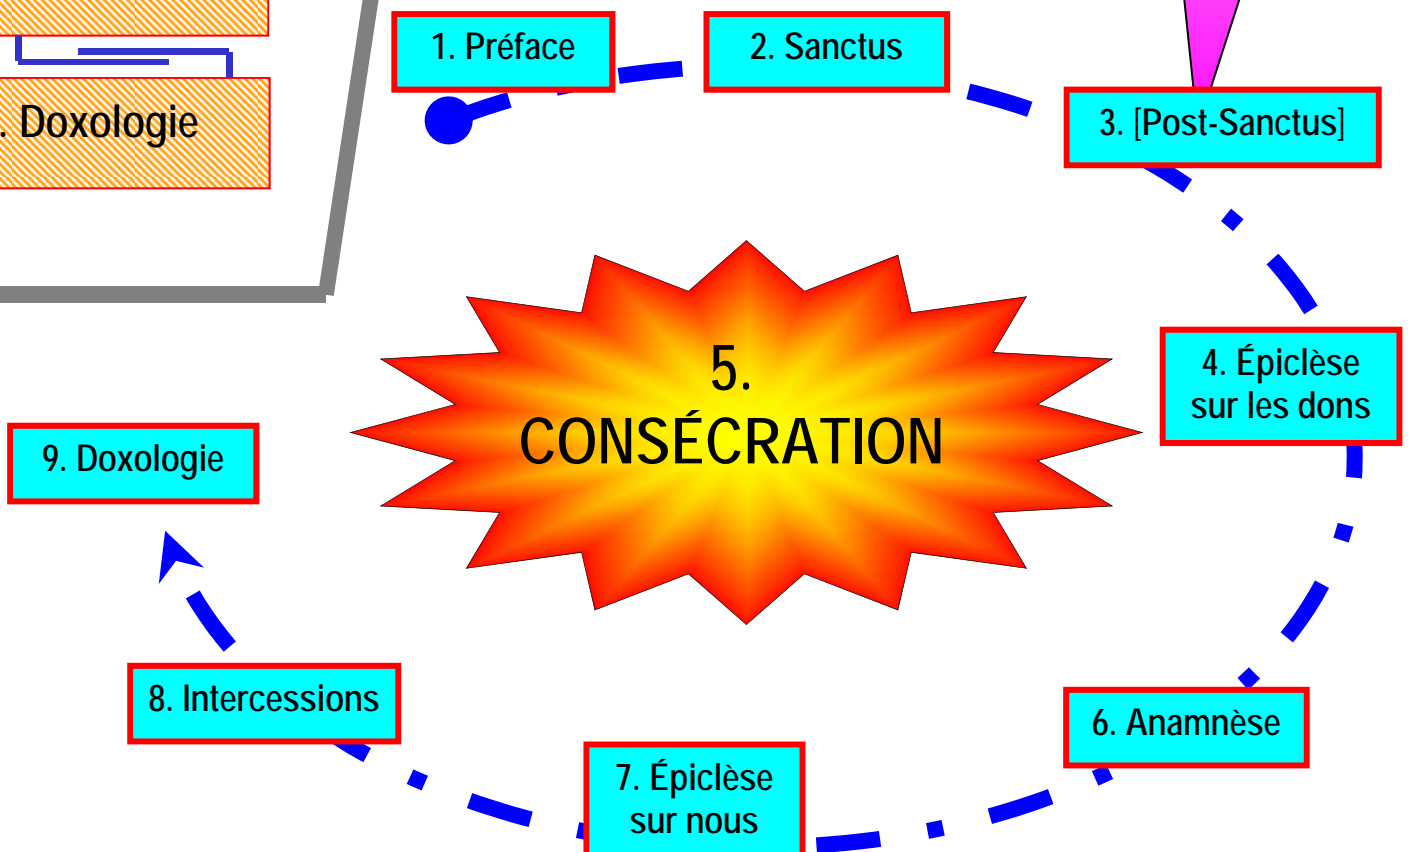 1. Préface
2. Sanctus
. Doxologie
3. [Post-Sanctus]
4. Épiclèse
sur les dons
5.
CONSÉCRATION
9. Doxologie
8. Intercessions
6. Anamnèse
7. Épiclèse
sur nous